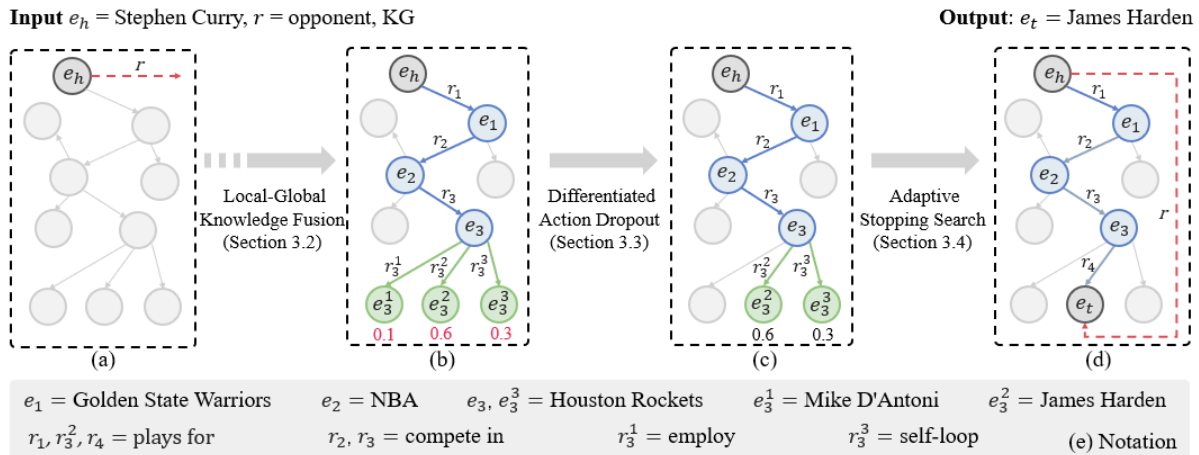 Input e_h = Stephen Curry, r = opponent, KG
Output: e_t = James Harden
e_h
r
(a)
Local-Global
Knowledge Fusion
(Section 3.2)
e_h
r_1
e_1
r_2
e_2
r_3
e_3
r_3^1
r_3^2
r_3^3
e_3^1
e_3^2
e_3^3
0.1
0.6
0.3
(b)
Differentiated
Action Dropout
(Section 3.3)
e_h
r_1
e_1
r_2
e_2
r_3
e_3
r_3^2
r_3^3
e_3^2
e_3^3
0.6
0.3
(c)
Adaptive
Stopping Search
(Section 3.4)
e_h
r_1
e_1
r_2
e_2
r_3
r
e_3
r_4
e_t
(d)
e_1 = Golden State Warriors e_2 = NBA e_3, e_3^3 = Houston Rockets e_3^1 = Mike D'Antoni e_3^2 = James Harden
r_1, r_3^2, r_4 = plays for r_2, r_3 = compete in r_3^1 = employ r_3^3 = self-loop (e) Notation